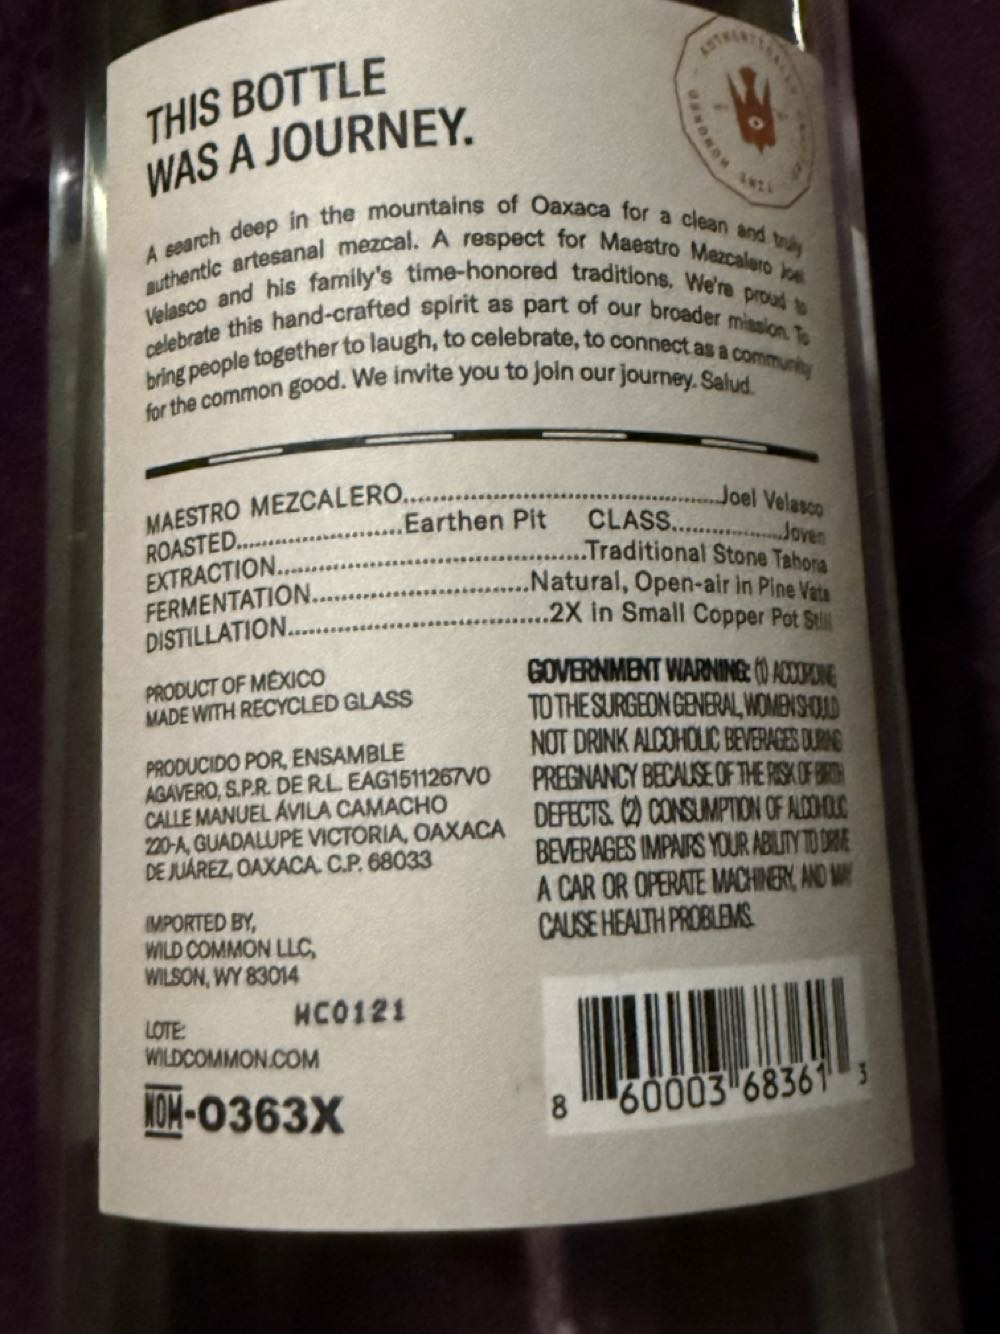 THIS BOTTLE
WAS A JOURNEY.
A search deep in the mountains of Oaxaca for a clean and truly
authentic artesanal mezcal. A respect for Maestro Mezcalero Joel
Velasco and his family's time-honored traditions. We're proud to
celebrate this hand-crafted spirit as part of our broader mission. To
bring people together to laugh, to celebrate, to connect as a community
for the common good. We invite you to join our journey. Salud.
MAESTRO MEZCALERO..........Joel Velasco
ROASTED..........Earthen Pit CLASS..........Joven
EXTRACTION..........Traditional Stone Tahona
FERMENTATION..........Natural, Open-air in Pine Vats
DISTILLATION..........2X in Small Copper Pot Still
PRODUCT OF MÉXICO
MADE WITH RECYCLED GLASS
PRODUCIDO POR, ENSAMBLE
AGAVERO, S.P.R. DE R.L. EAG1511267V0
CALLE MANUEL ÁVILA CAMACHO
220-A, GUADALUPE VICTORIA, OAXACA
DE JUÁREZ, OAXACA. C.P. 68033
IMPORTED BY,
WILD COMMON LLC,
WILSON, WY 83014
LOTE: WC0121
WILDCOMMON.COM
NOM-O363X
GOVERNMENT WARNING: (1) ACCORDING
TO THE SURGEON GENERAL, WOMEN SHOULD
NOT DRINK ALCOHOLIC BEVERAGES DURING
PREGNANCY BECAUSE OF THE RISK OF BIRTH
DEFECTS. (2) CONSUMPTION OF ALCOHOLIC
BEVERAGES IMPAIRS YOUR ABILITY TO DRIVE
A CAR OR OPERATE MACHINERY, AND MAY
CAUSE HEALTH PROBLEMS.
8 60003 68361 3